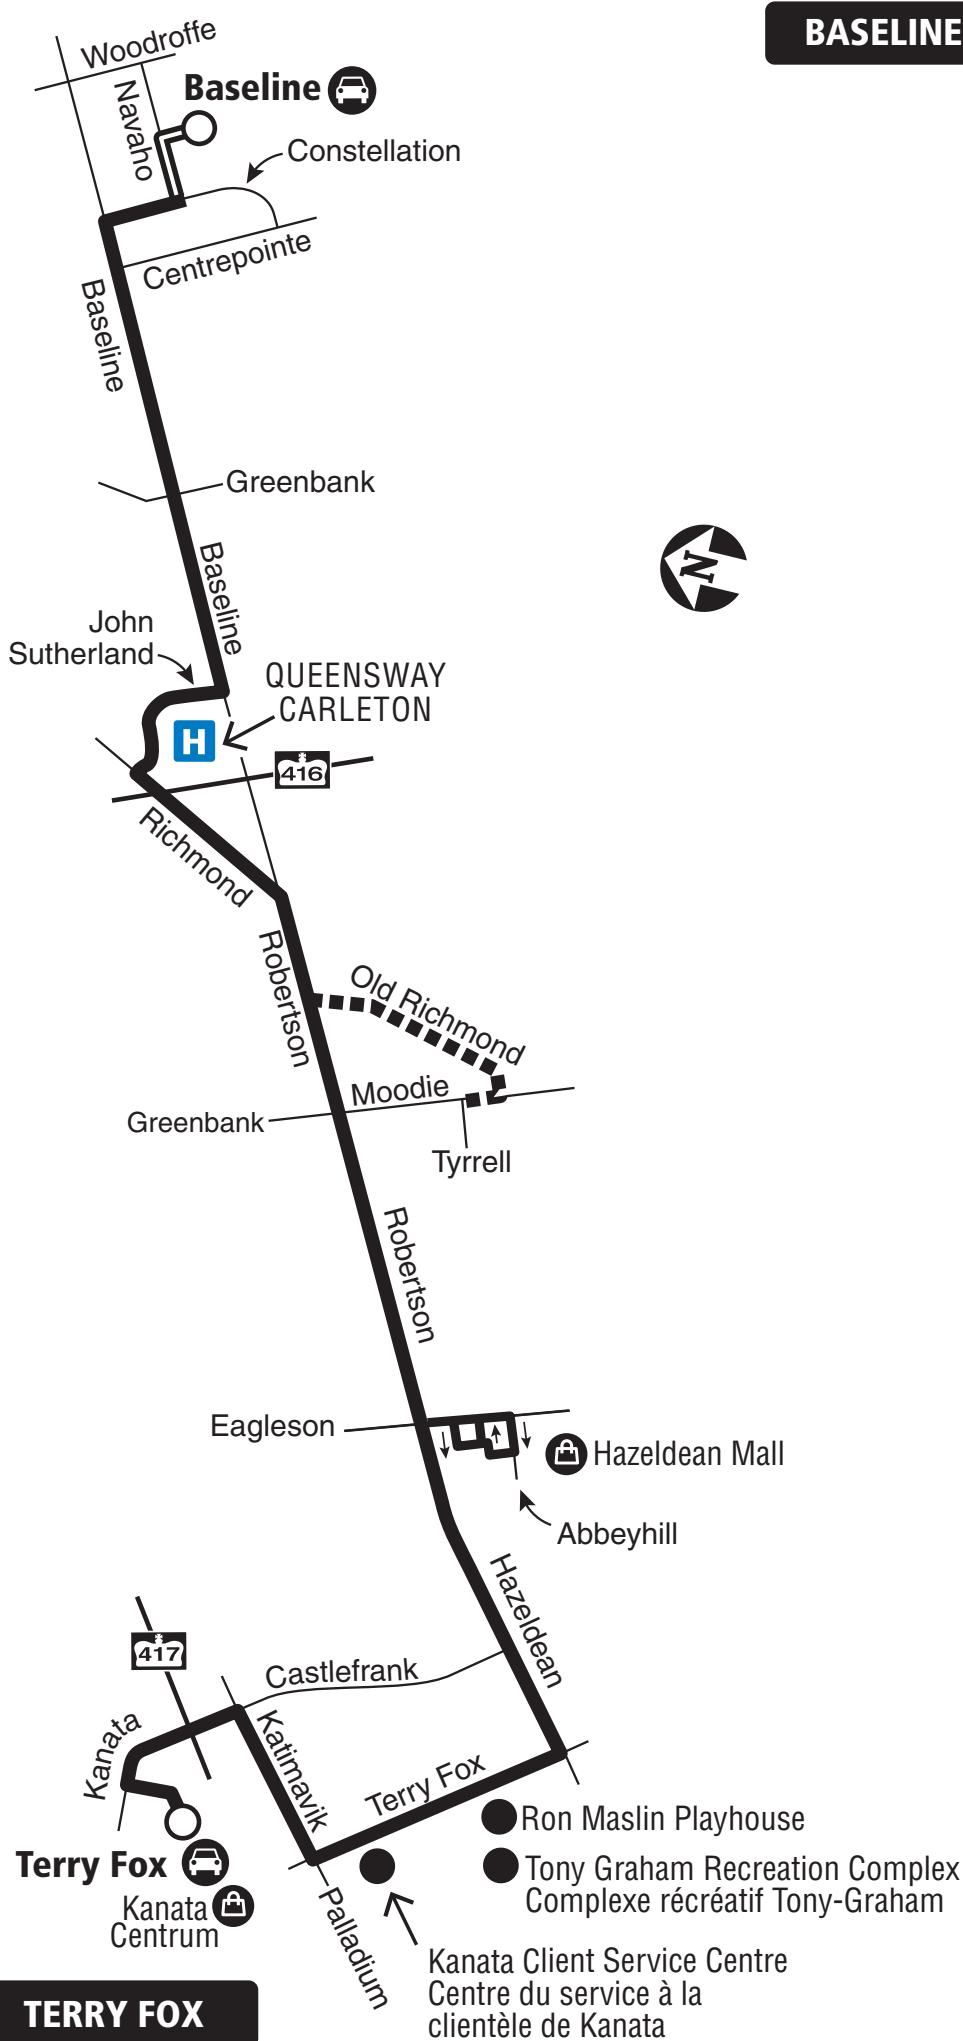 BASELINE
Woodroffe
Navaho
Baseline
Constellation
Centrepointe
Baseline
Greenbank
Baseline
John
Sutherland
QUEENSWAY
CARLETON
H
N
416
Richmond
Robertson
Old Richmond
Moodie
Greenbank
Tyrrell
Robertson
Eagleson
Hazeldean Mall
Abbeyhill
Hazeldean
417
Castlefrank
Kanata
Katimavik
Terry Fox
Ron Maslin Playhouse
Terry Fox
Tony Graham Recreation Complex
Complexe récréatif Tony-Graham
Kanata
Centrum
Palladium
Kanata Client Service Centre
Centre du service à la
clientèle de Kanata
TERRY FOX